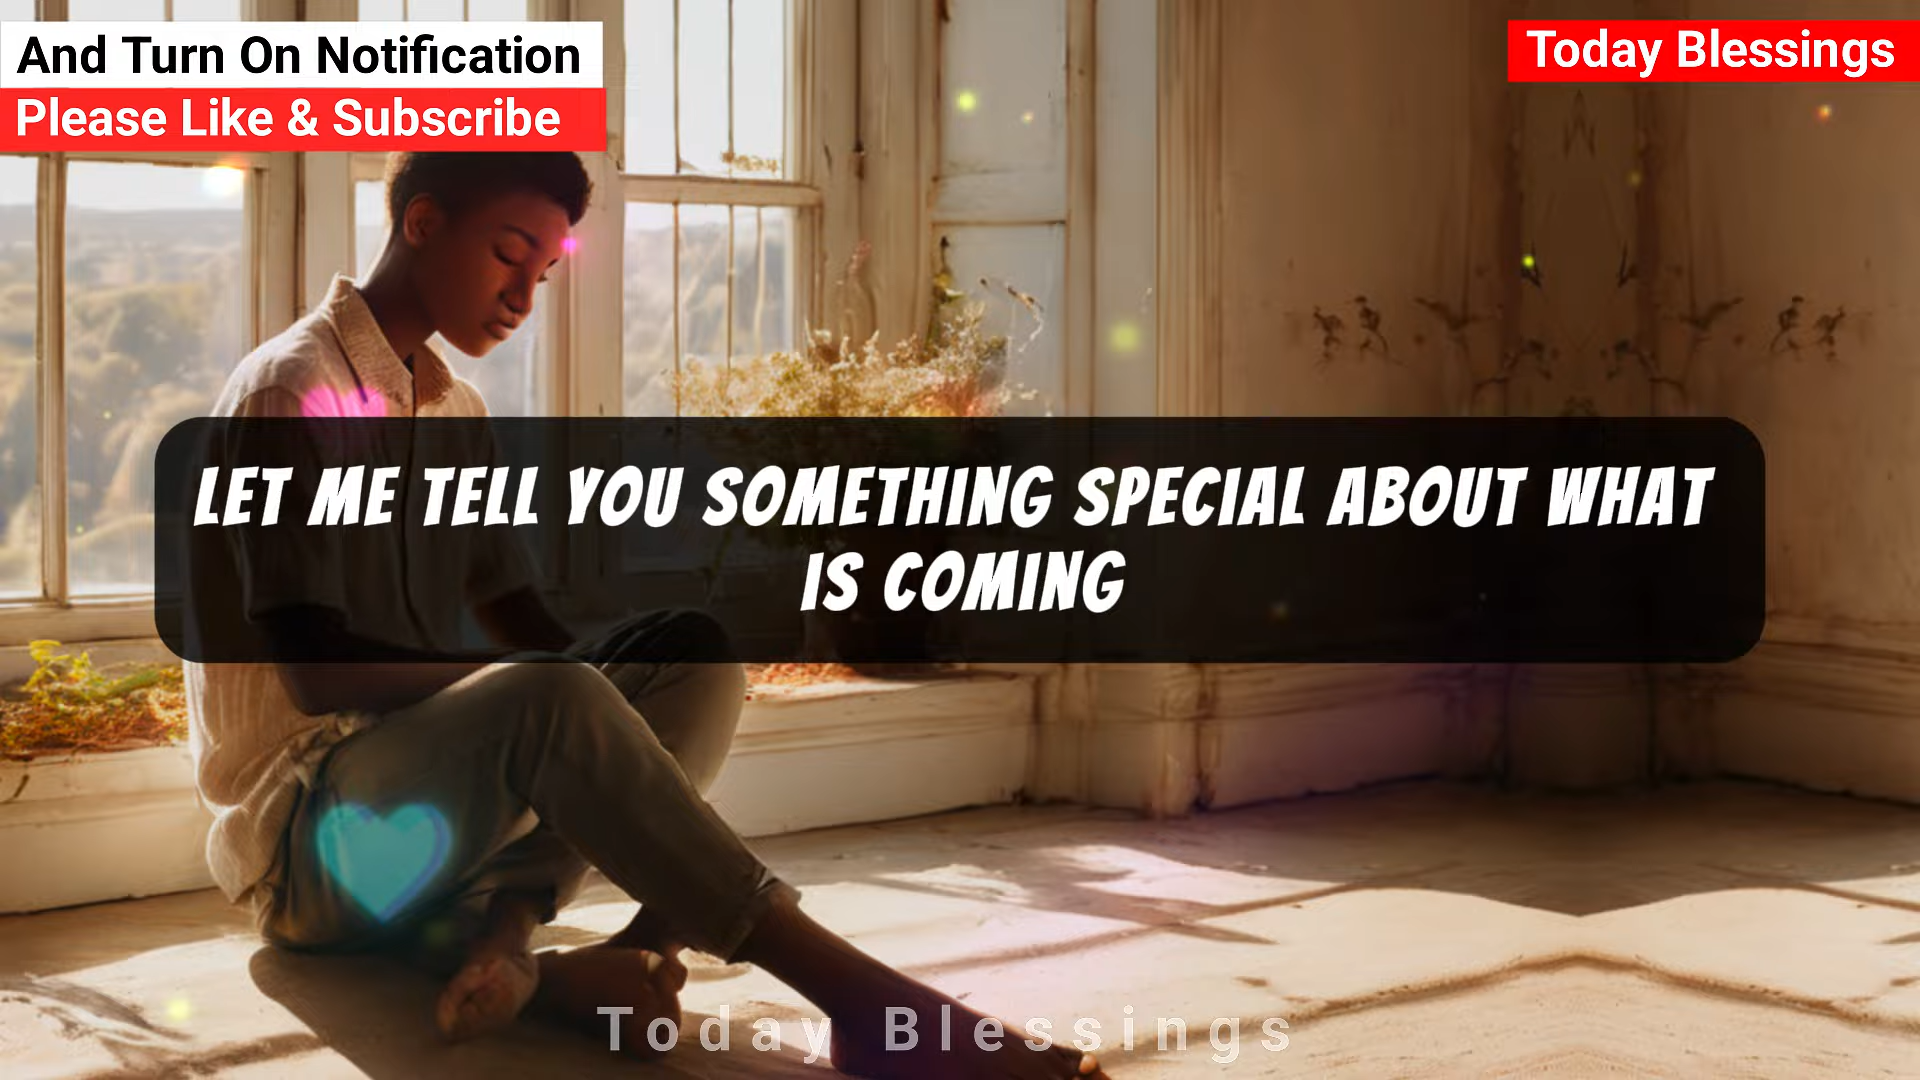 And Turn On Notification
Please Like & Subscribe
Today Blessings
LET ME TELL YOU SOMETHING SPECIAL ABOUT WHAT
IS COMING
Today Blessings